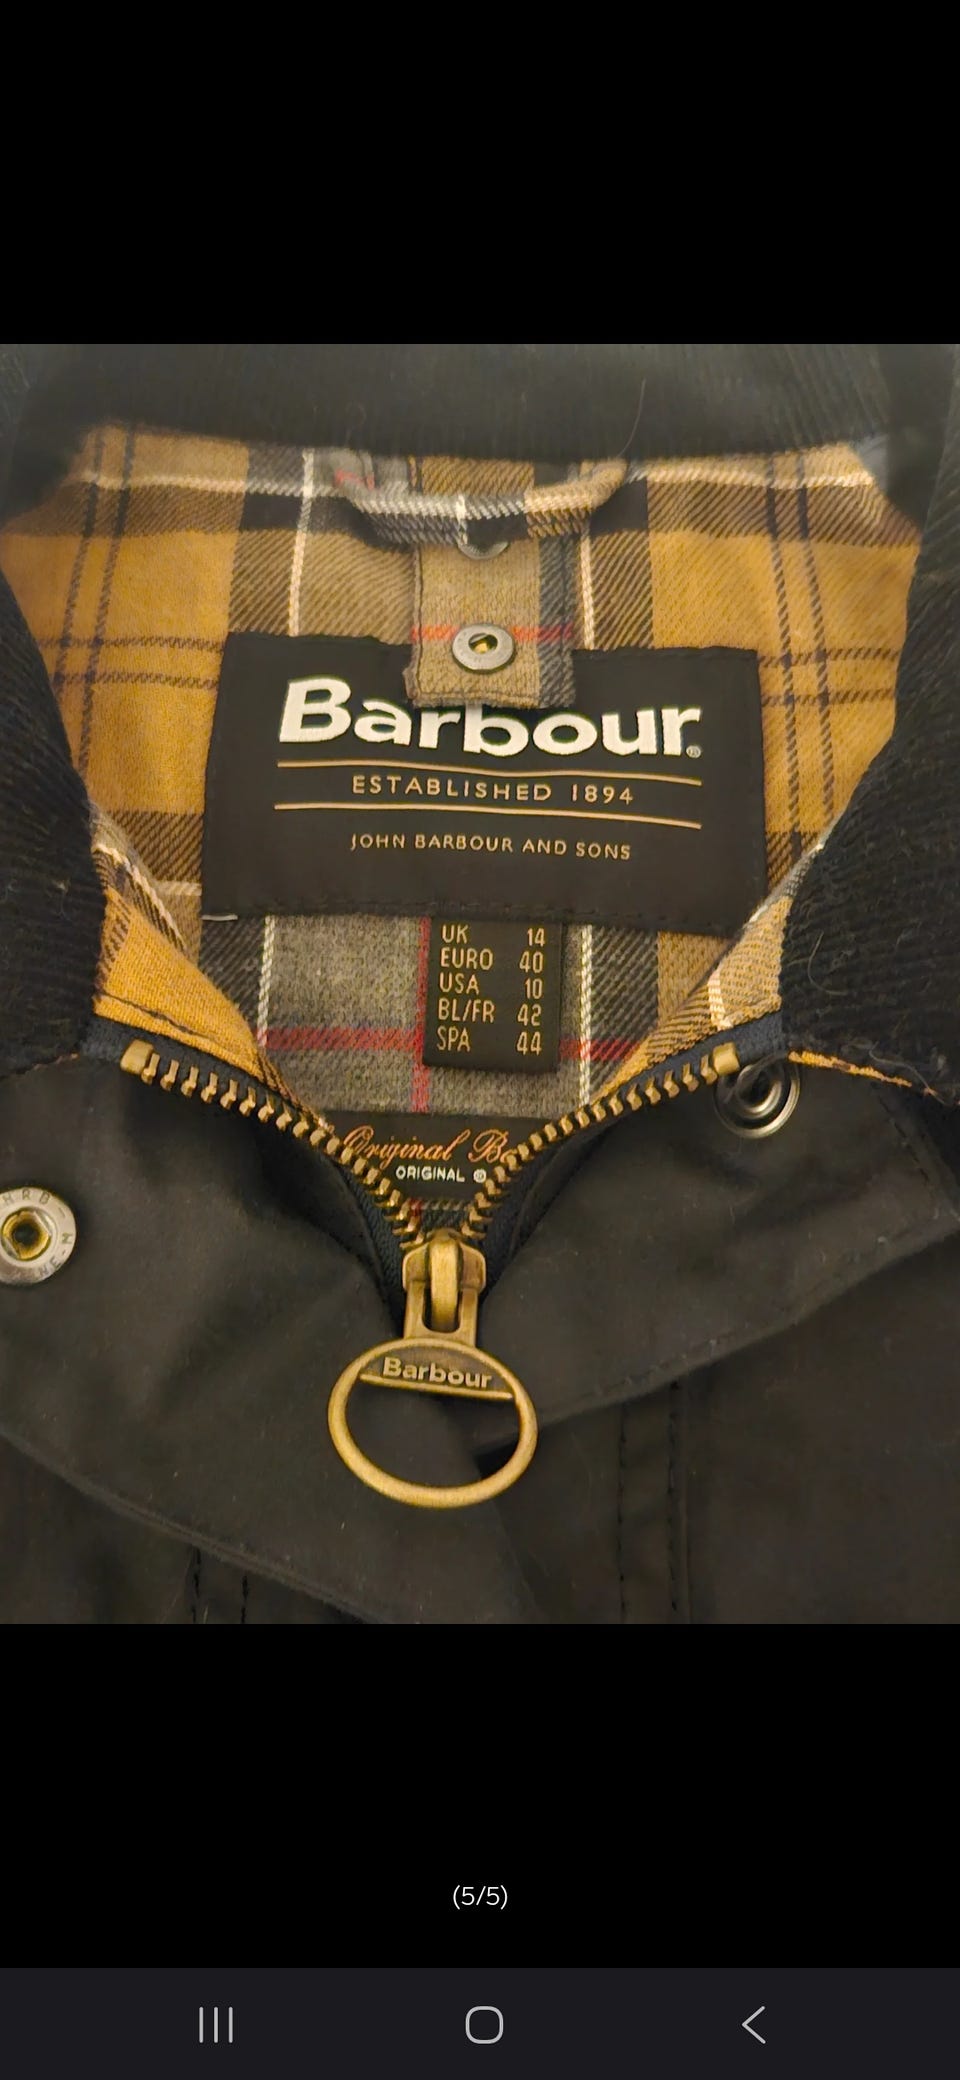 Barbour®
ESTABLISHED 1894
JOHN BARBOUR AND SONS
UK 14
EURO 40
USA 10
BL/FR 42
SPA 44
Original
ORIGINAL
Barbour
(5/5)